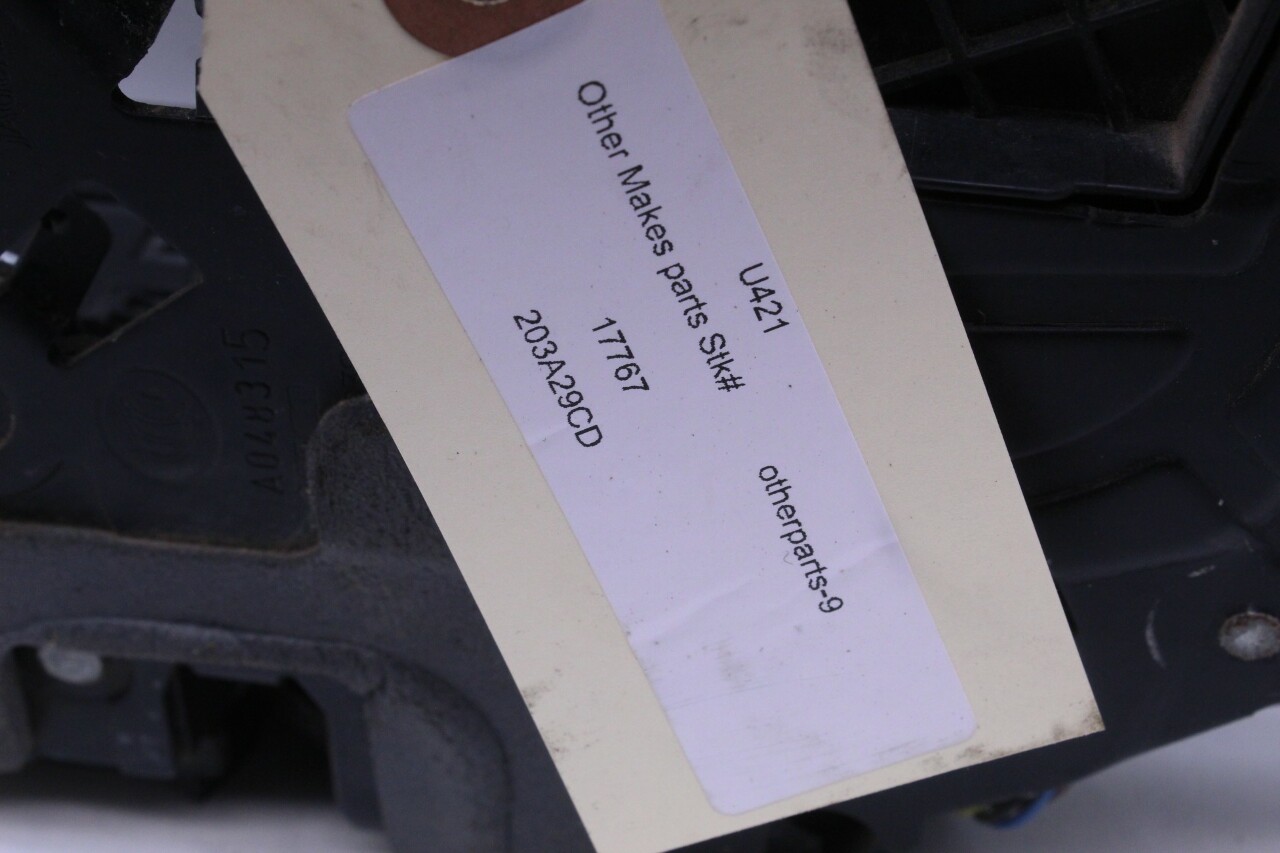 U421
Other Makes parts Stk#
17767
203A29CD
otherparts-9
A048315